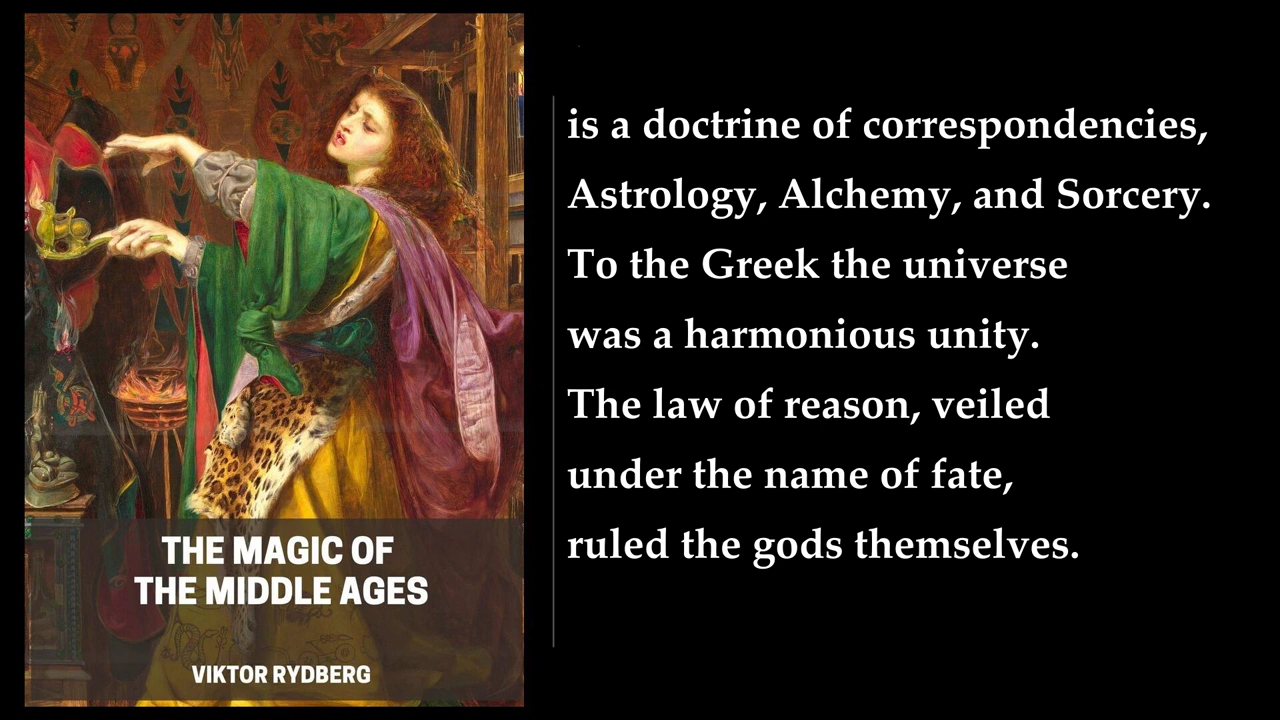 THE MAGIC OF
THE MIDDLE AGES
VIKTOR RYDBERG
is a doctrine of correspondencies,
Astrology, Alchemy, and Sorcery.
To the Greek the universe
was a harmonious unity.
The law of reason, veiled
under the name of fate,
ruled the gods themselves.